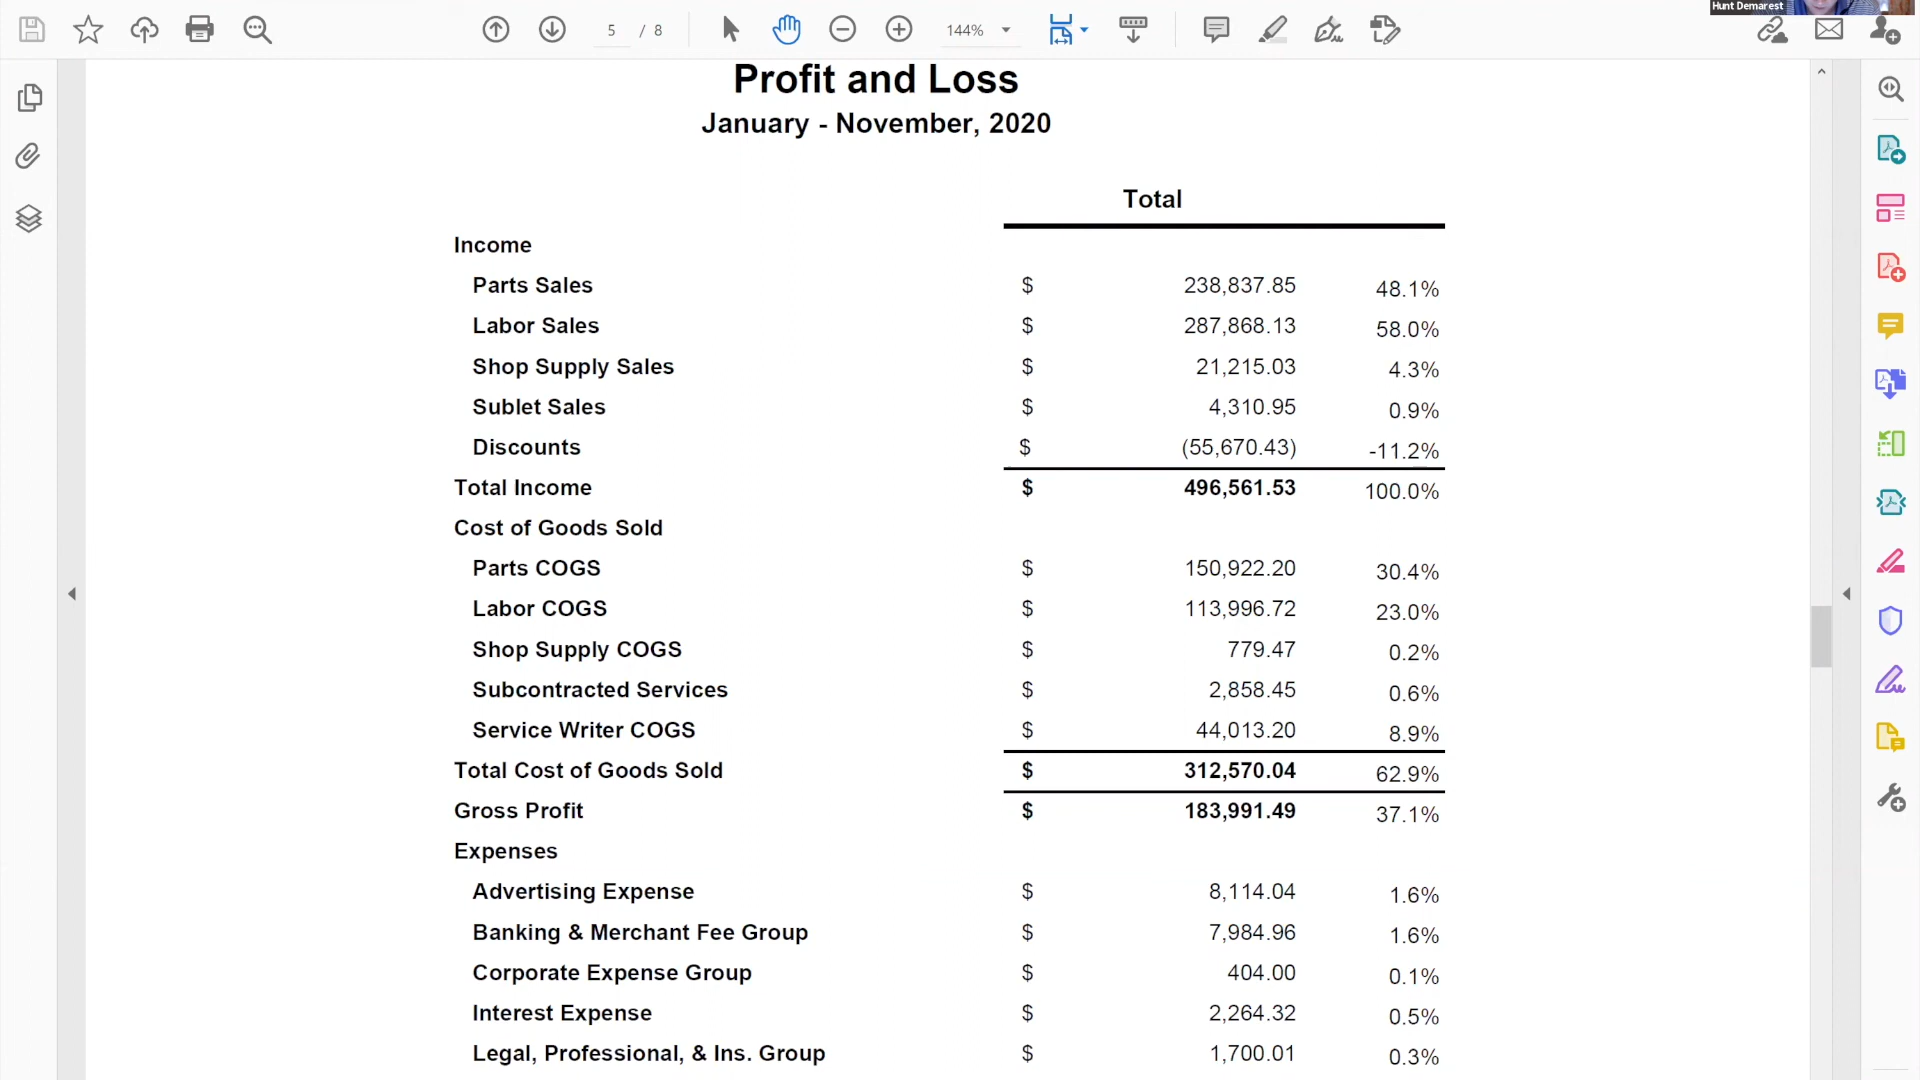 Hunt Demarest
5 / 8
144%
Profit and Loss
January - November, 2020
Total
Income
Parts Sales $ 238,837.85 48.1%
Labor Sales $ 287,868.13 58.0%
Shop Supply Sales $ 21,215.03 4.3%
Sublet Sales $ 4,310.95 0.9%
Discounts $ (55,670.43) -11.2%
Total Income $ 496,561.53 100.0%
Cost of Goods Sold
Parts COGS $ 150,922.20 30.4%
Labor COGS $ 113,996.72 23.0%
Shop Supply COGS $ 779.47 0.2%
Subcontracted Services $ 2,858.45 0.6%
Service Writer COGS $ 44,013.20 8.9%
Total Cost of Goods Sold $ 312,570.04 62.9%
Gross Profit $ 183,991.49 37.1%
Expenses
Advertising Expense $ 8,114.04 1.6%
Banking & Merchant Fee Group $ 7,984.96 1.6%
Corporate Expense Group $ 404.00 0.1%
Interest Expense $ 2,264.32 0.5%
Legal, Professional, & Ins. Group $ 1,700.01 0.3%